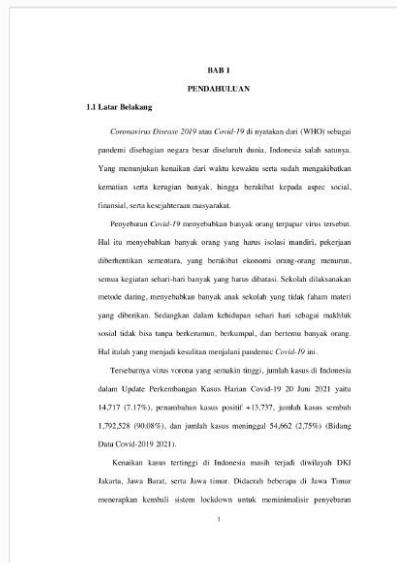 BAB 1
PENDAHULUAN
1.1 Latar Belakang
Coronavirus Disease 2019 atau Covid-19 di nyatakan dari (WHO) sebagai
pandemi disebagian negara besar diseluruh dunia, Indonesia salah satunya.
Yang menunjukan kenaikan dari waktu kewaktu serta sudah mengakibatkan
kematian serta kerugian banyak, hingga berakibat kepada aspec social,
finansial, serta kesejahteraan masyarakat.
Penyebaran Covid-19 menyebabkan banyak orang terpapar virus tersebut.
Hal itu menyebabkan banyak orang yang harus isolasi mandiri, pekerjaan
diberhentikan sementara, yang berakibat ekonomi orang-orang menurun,
semua kegiatan sehari-hari banyak yang harus dibatasi. Sekolah dilaksanakan
metode daring, menyebabkan banyak anak sekolah yang tidak faham materi
yang diberikan. Sedangkan dalam kehidupan sehari hari sebagai makhluk
sosial tidak bisa tanpa berkerumun, berkumpul, dan bertemu banyak orang.
Hal itulah yang menjadi kesulitan menjalani pandemic Covid-19 ini.
Tersebarnya virus vorona yang semakin tinggi, jumlah kasus di Indonesia
dalam Update Perkembangan Kasus Harian Covid-19 20 Juni 2021 yaitu
14,717 (7.17%), penambahan kasus positif +13,737, jumlah kasus sembuh
1,792,528 (90.08%), dan jumlah kasus meninggal 54,662 (2,75%) (Bidang
Data Covid-2019 2021).
Kenaikan kasus tertinggi di Indonesia masih terjadi diwilayah DKI
Jakarta, Jawa Barat, serta Jawa timur. Didaerah beberapa di Jawa Timur
menerapkan kembali sistem lockdown untuk meminimalisir penyebaran
1